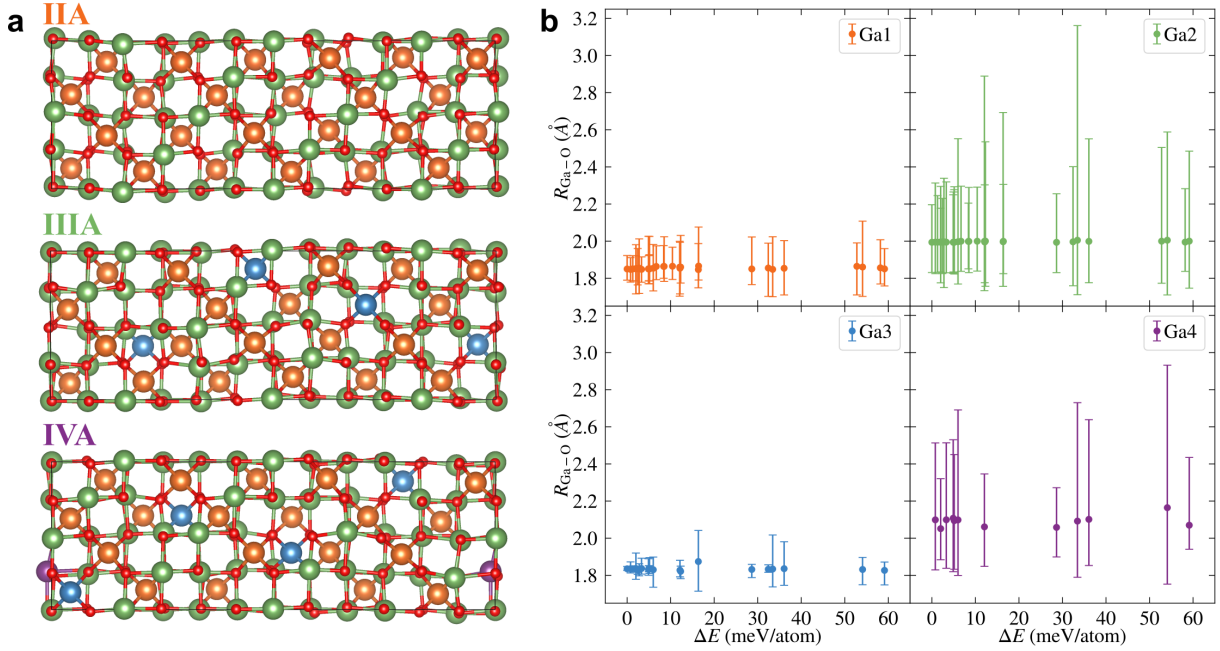 a
IIA
IIIA
IVA
b
Ga1
Ga2
3.2
3.0
2.8
2.6
2.4
2.2
2.0
1.8
R_Ga−O (Å)
Ga3
Ga4
3.2
3.0
2.8
2.6
2.4
2.2
2.0
1.8
R_Ga−O (Å)
0 10 20 30 40 50 60
0 10 20 30 40 50 60
ΔE (meV/atom)
ΔE (meV/atom)